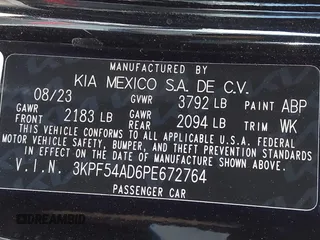 MANUFACTURED BY
KIA MEXICO S.A. DE C.V.
08/23 GVWR 3792 LB PAINT ABP
GAWR FRONT 2183 LB GAWR REAR 2094 LB TRIM WK
THIS VEHICLE CONFORMS TO ALL APPLICABLE U.S.A. FEDERAL
MOTOR VEHICLE SAFETY, BUMPER, AND THEFT PREVENTION STANDARDS
IN EFFECT ON THE DATE OF MANUFACTURE SHOWN ABOVE.
V.I.N. 3KPF54AD6PE672764
PASSENGER CAR
DREAMBID